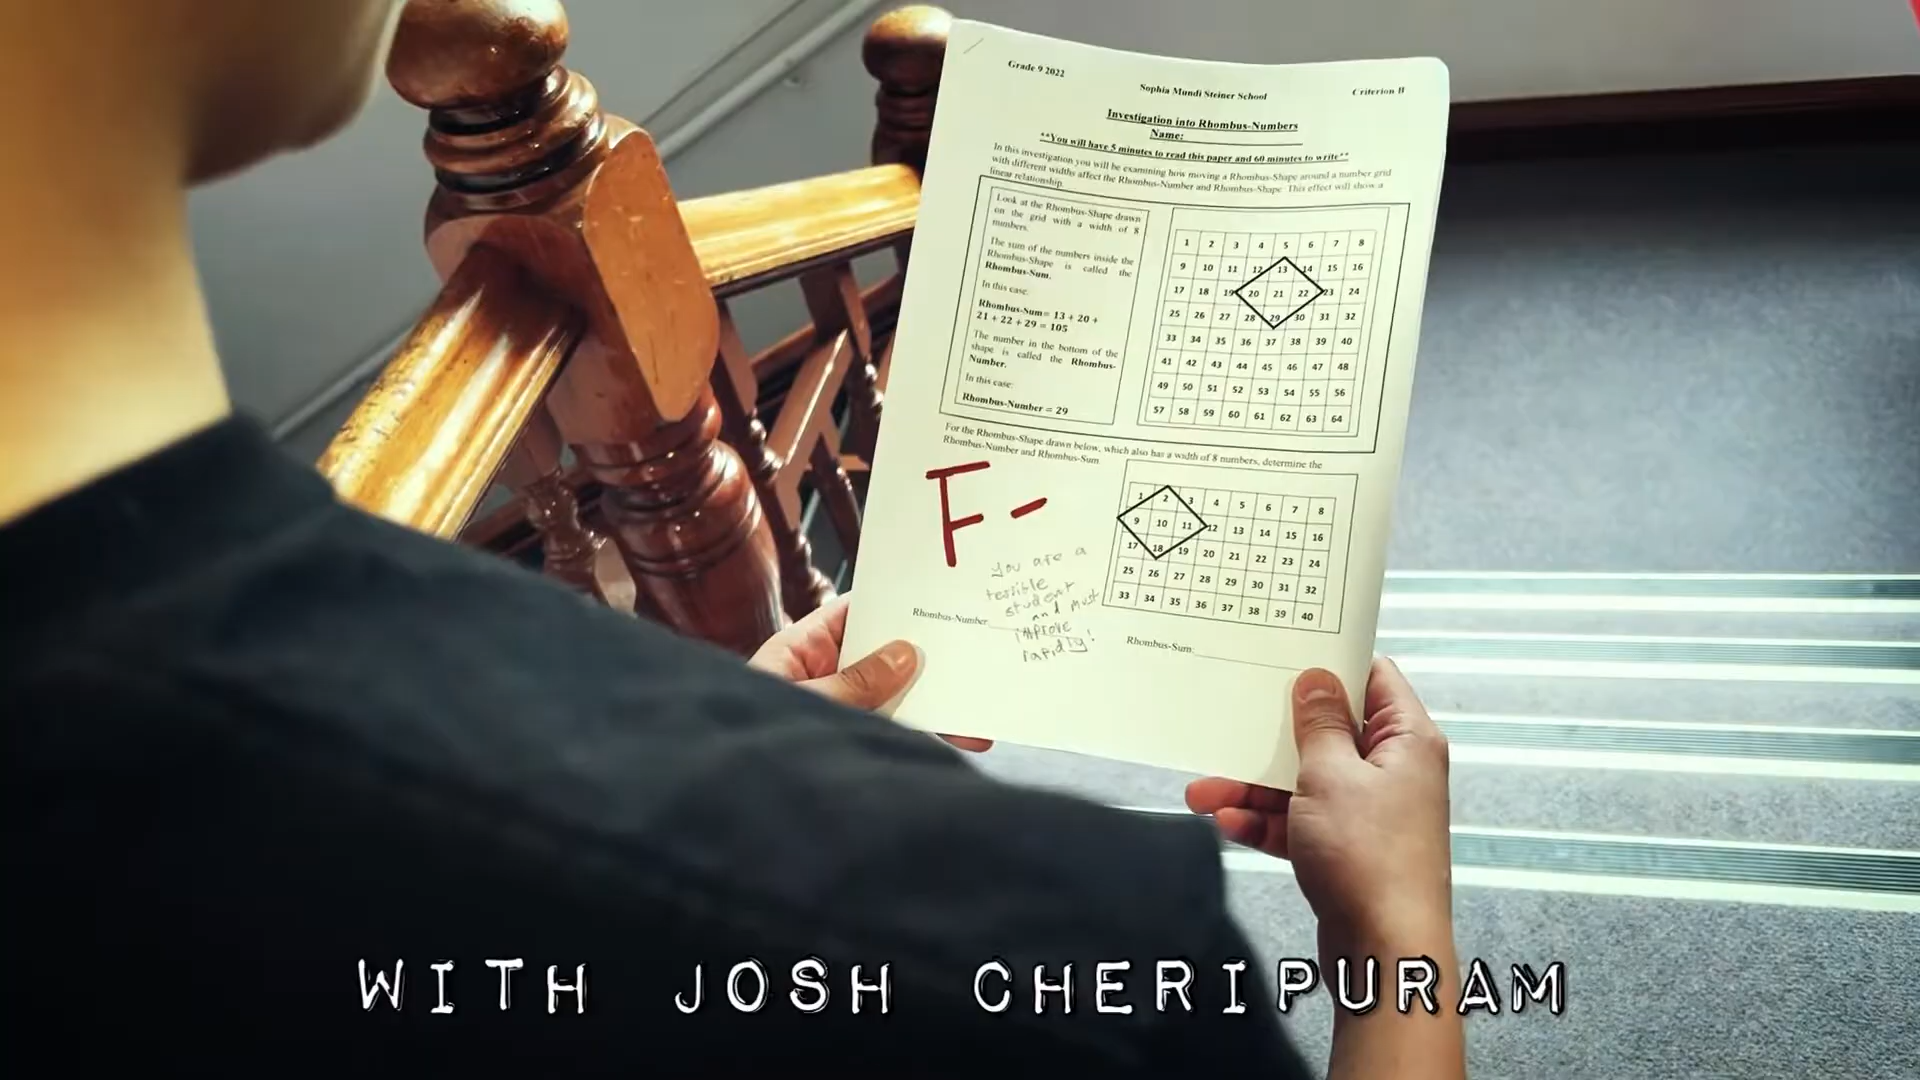 Grade 9 2022
Sophia Mundi Steiner School
Criterion B
Investigation into Rhombus-Numbers
Name:
**You will have 5 minutes to read this paper and 60 minutes to write**
In this investigation you will be examining how moving a Rhombus-Shape around a number grid
with different widths affect the Rhombus-Number and Rhombus-Shape. This effect will show a
linear relationship.
Look at the Rhombus-Shape drawn
on the grid with a width of 8
numbers.
The sum of the numbers inside the
Rhombus-Shape is called the
Rhombus-Sum.
In this case:
Rhombus-Sum= 13 + 20 +
21 + 22 + 29 = 105
The number in the bottom of the
shape is called the Rhombus-
Number.
In this case:
Rhombus-Number = 29
1 2 3 4 5 6 7 8
9 10 11 12 13 14 15 16
17 18 19 20 21 22 23 24
25 26 27 28 29 30 31 32
33 34 35 36 37 38 39 40
41 42 43 44 45 46 47 48
49 50 51 52 53 54 55 56
57 58 59 60 61 62 63 64
For the Rhombus-Shape drawn below, which also has a width of 8 numbers, determine the
Rhombus-Number and Rhombus-Sum
F-
you are a
terrible
student
and must
improve
rapidly!
1 2 3 4 5 6 7 8
9 10 11 12 13 14 15 16
17 18 19 20 21 22 23 24
25 26 27 28 29 30 31 32
33 34 35 36 37 38 39 40
Rhombus-Number:
Rhombus-Sum:
WITH JOSH CHERIPURAM